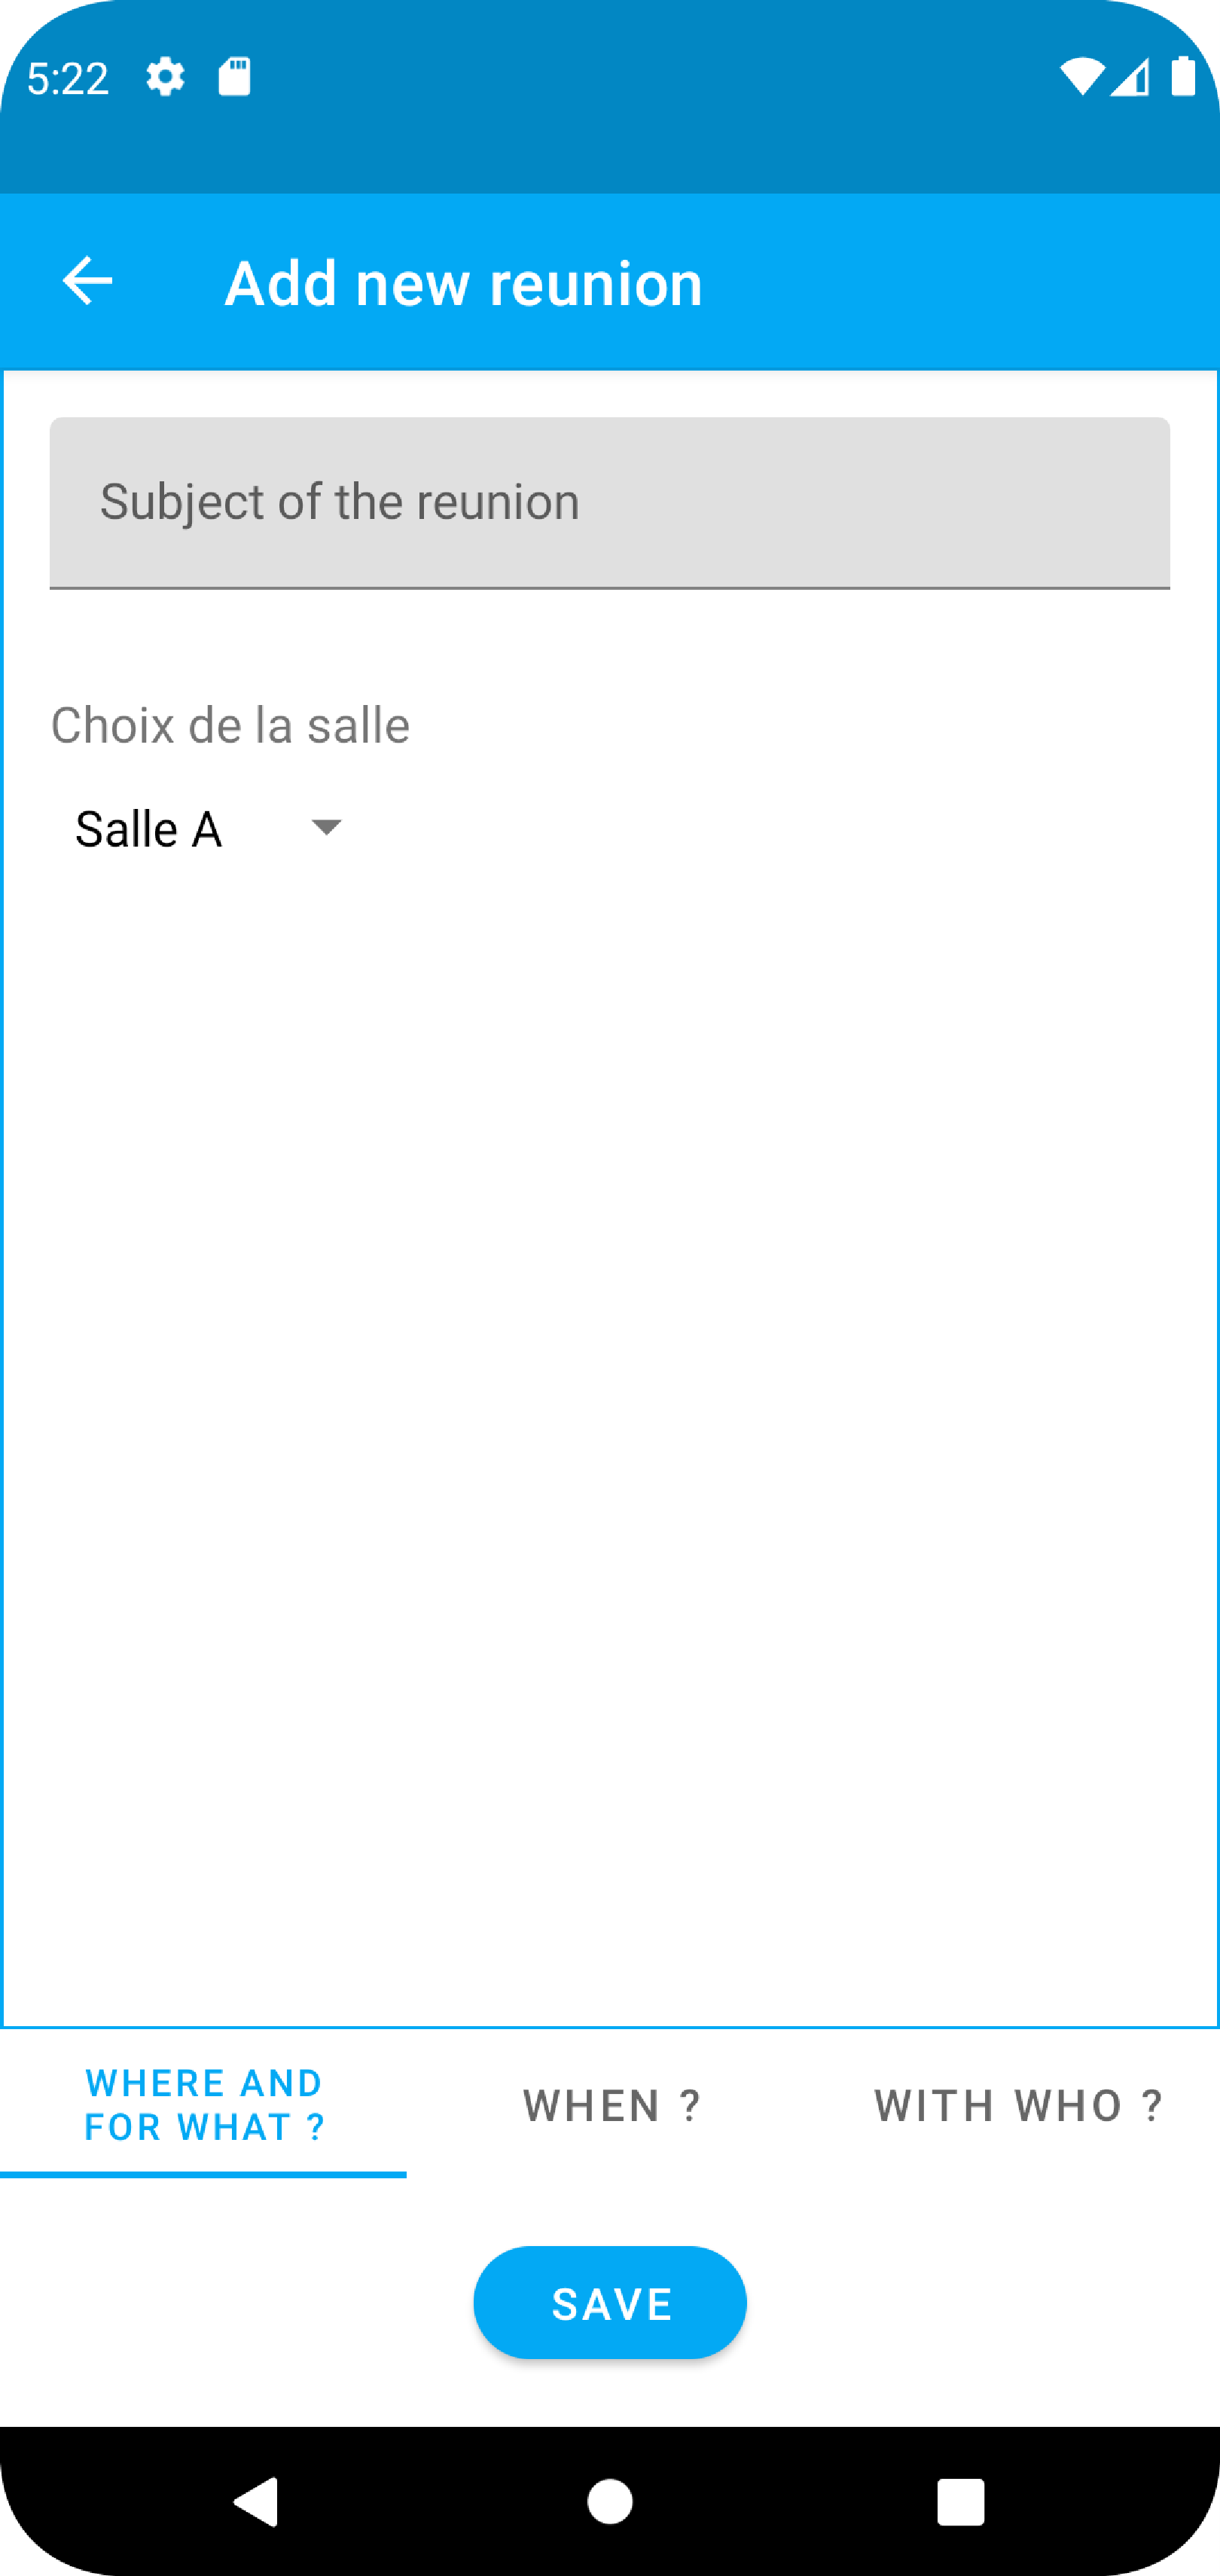 5:22
Add new reunion
Subject of the reunion
Choix de la salle
Salle A
WHERE AND
FOR WHAT ?
WHEN ?
WITH WHO ?
SAVE